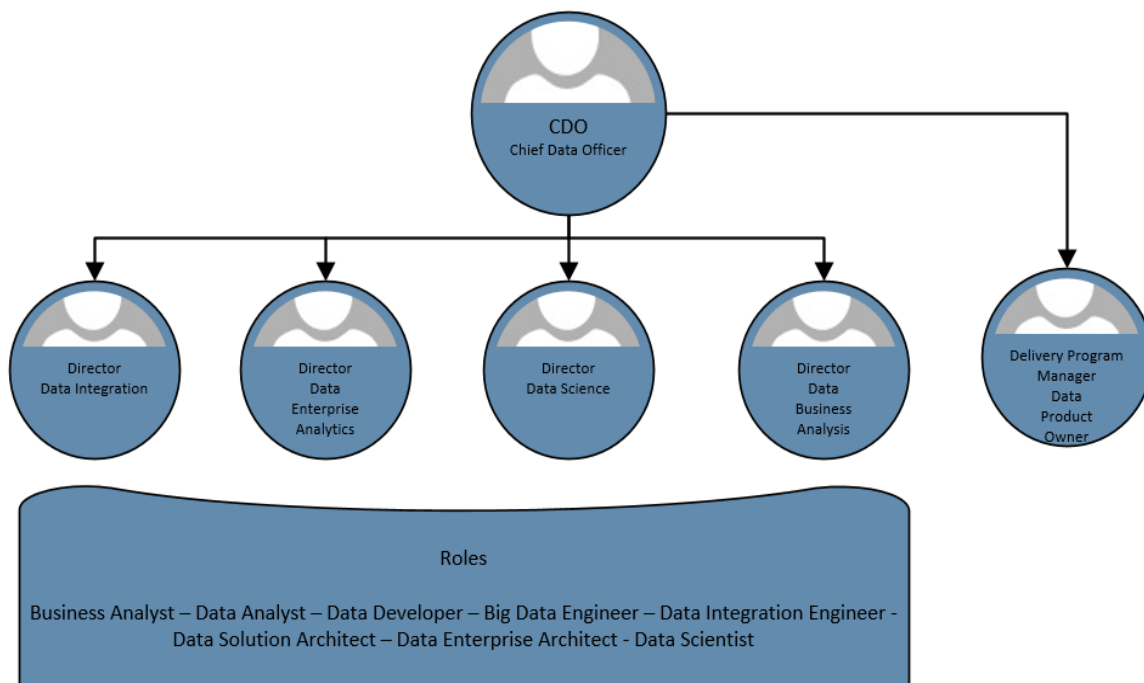 CDO
Chief Data Officer
Director
Data Integration
Director
Data
Enterprise
Analytics
Director
Data Science
Director
Data
Business
Analysis
Delivery Program
Manager
Data
Product
Owner
Roles
Business Analyst – Data Analyst – Data Developer – Big Data Engineer – Data Integration Engineer -
Data Solution Architect – Data Enterprise Architect - Data Scientist